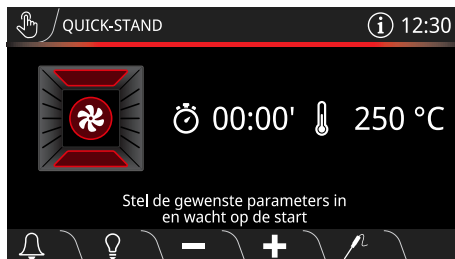 QUICK-STAND
12:30
00:00' 250 °C
Stel de gewenste parameters in
en wacht op de start